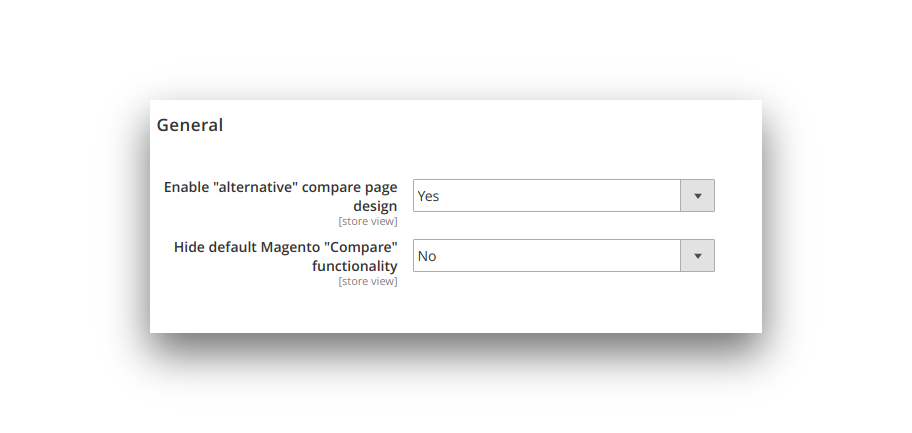 General
Enable "alternative" compare page
design
[store view]
Yes
Hide default Magento "Compare"
functionality
[store view]
No